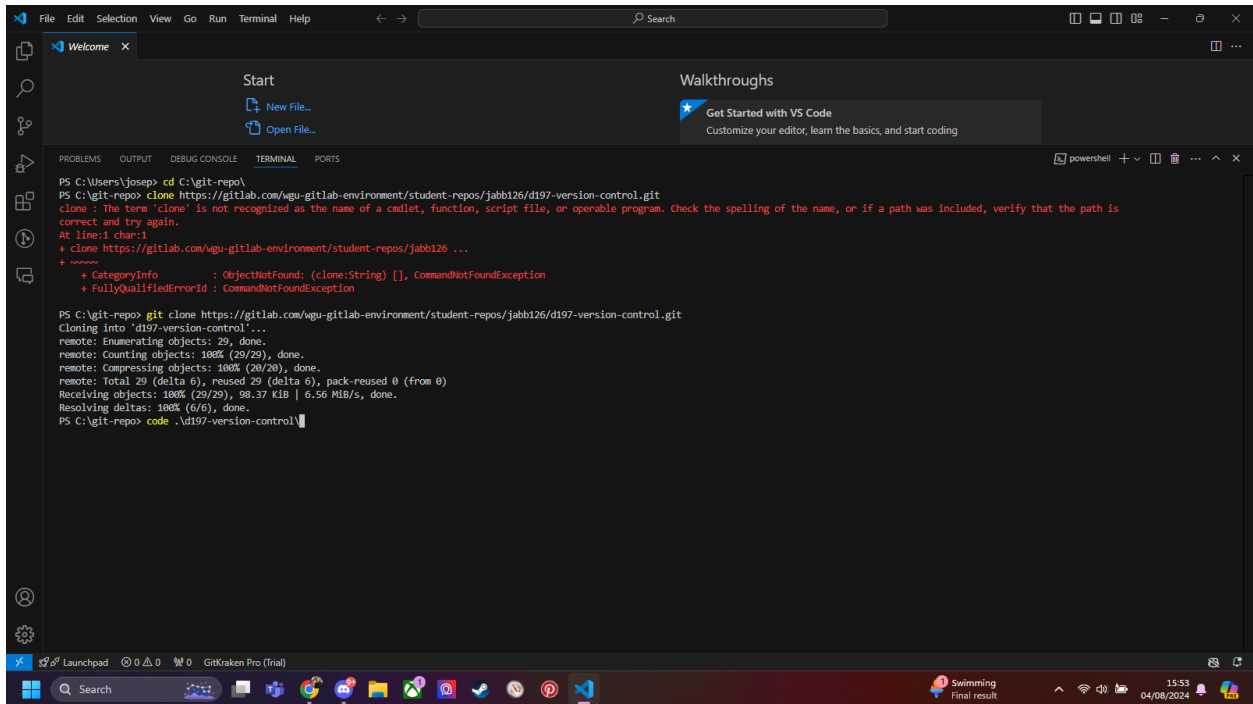 File Edit Selection View Go Run Terminal Help
Search
Welcome
Start
New File...
Open File...
Walkthroughs
Get Started with VS Code
Customize your editor, learn the basics, and start coding
PROBLEMS OUTPUT DEBUG CONSOLE TERMINAL PORTS
powershell
PS C:\Users\josep> cd C:\git-repo\
PS C:\git-repo> clone https://gitlab.com/wgu-gitlab-environment/student-repos/jabb126/d197-version-control.git
clone : The term 'clone' is not recognized as the name of a cmdlet, function, script file, or operable program. Check the spelling of the name, or if a path was included, verify that the path is
correct and try again.
At line:1 char:1
+ clone https://gitlab.com/wgu-gitlab-environment/student-repos/jabb126 ...
+ ~~~~~
+ CategoryInfo : ObjectNotFound: (clone:String) [], CommandNotFoundException
+ FullyQualifiedErrorId : CommandNotFoundException
PS C:\git-repo> git clone https://gitlab.com/wgu-gitlab-environment/student-repos/jabb126/d197-version-control.git
Cloning into 'd197-version-control'...
remote: Enumerating objects: 29, done.
remote: Counting objects: 100% (29/29), done.
remote: Compressing objects: 100% (20/20), done.
remote: Total 29 (delta 6), reused 29 (delta 6), pack-reused 0 (from 0)
Receiving objects: 100% (29/29), 98.37 KiB | 6.56 MiB/s, done.
Resolving deltas: 100% (6/6), done.
PS C:\git-repo> code .\d197-version-control\
Launchpad 0 0 0 GitKraken Pro (Trial)
Search
9+
1
1
Swimming
Final result
15:53
04/08/2024